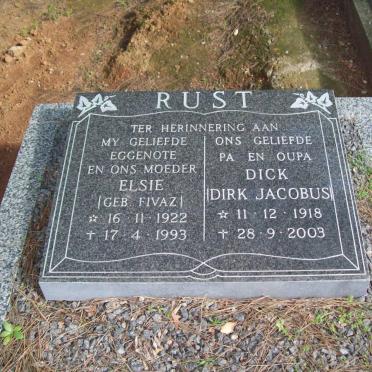 RUST
TER HERINNERING AAN
MY GELIEFDE
EGGENOTE
EN ONS MOEDER
ELSIE
(GEB. FIVAZ)
☆ 16 · 11 · 1922
✝ 17 · 4 · 1993
ONS GELIEFDE
PA EN OUPA
DICK
(DIRK JACOBUS)
☆ 11 · 12 · 1918
✝ 28 · 9 · 2003